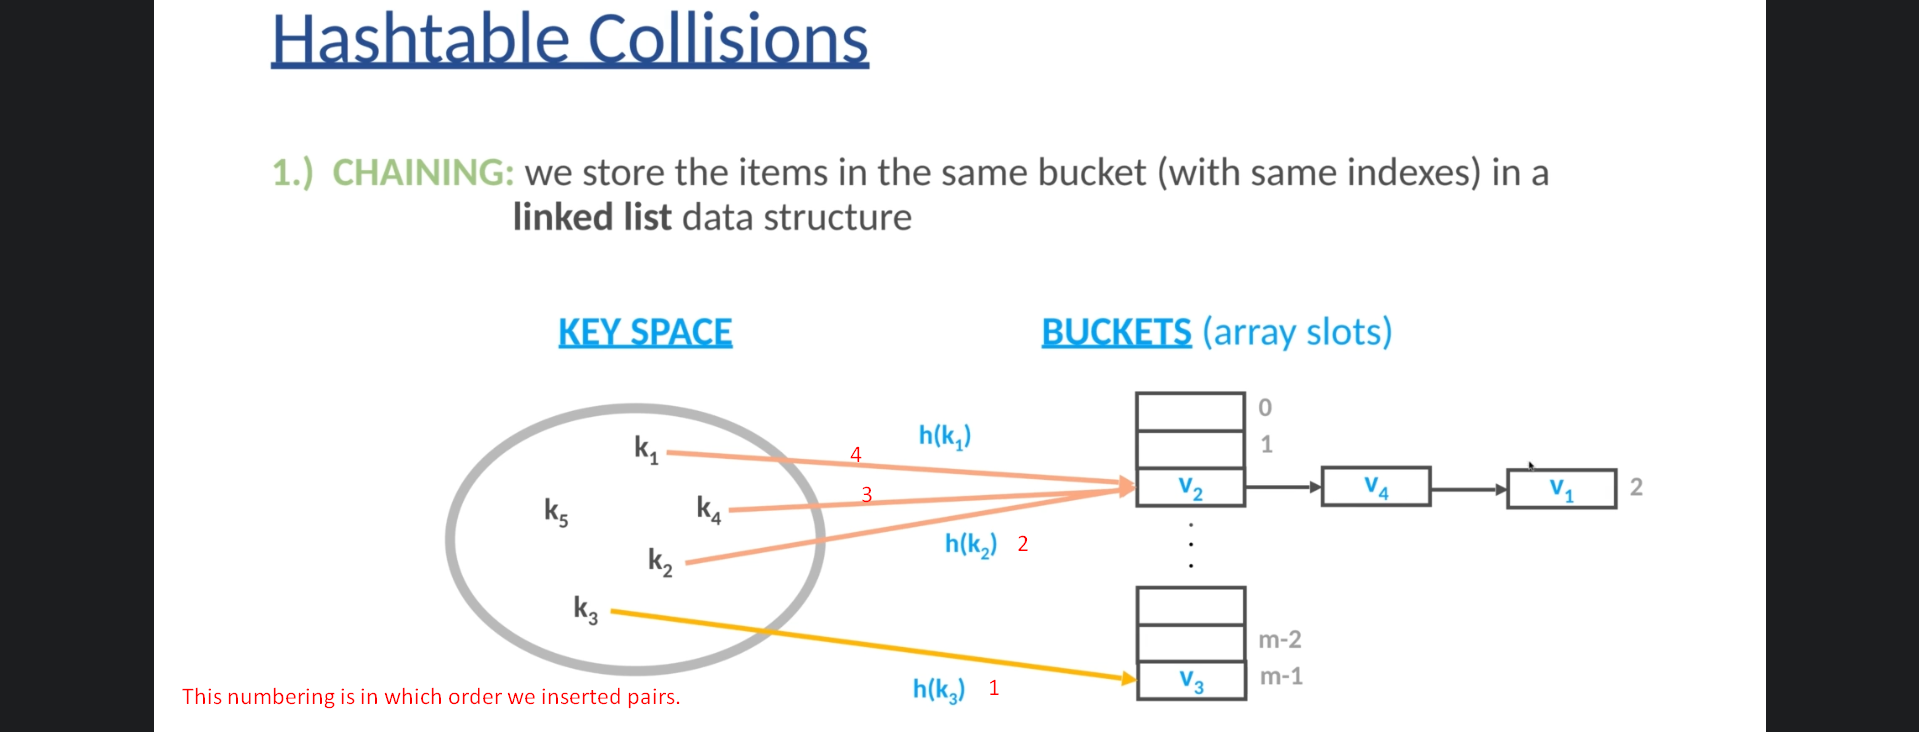 Hashtable Collisions
1.) CHAINING: we store the items in the same bucket (with same indexes) in a
linked list data structure
KEY SPACE
BUCKETS (array slots)
0
h(k₁)
1
k₁
4
v₂
v₄
v₁
2
3
k₅
k₄
h(k₂) 2
k₂
k₃
m-2
v₃
m-1
h(k₃) 1
This numbering is in which order we inserted pairs.